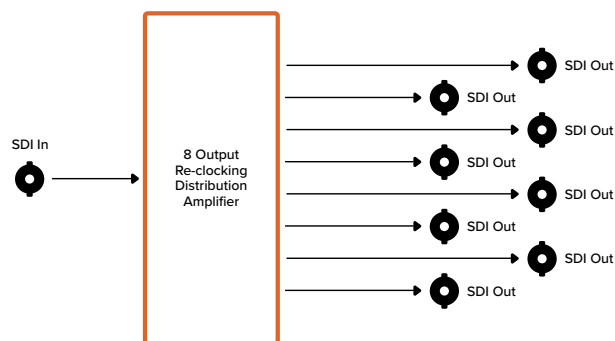 SDI In
8 Output
Re-clocking
Distribution
Amplifier
SDI Out
SDI Out
SDI Out
SDI Out
SDI Out
SDI Out
SDI Out
SDI Out